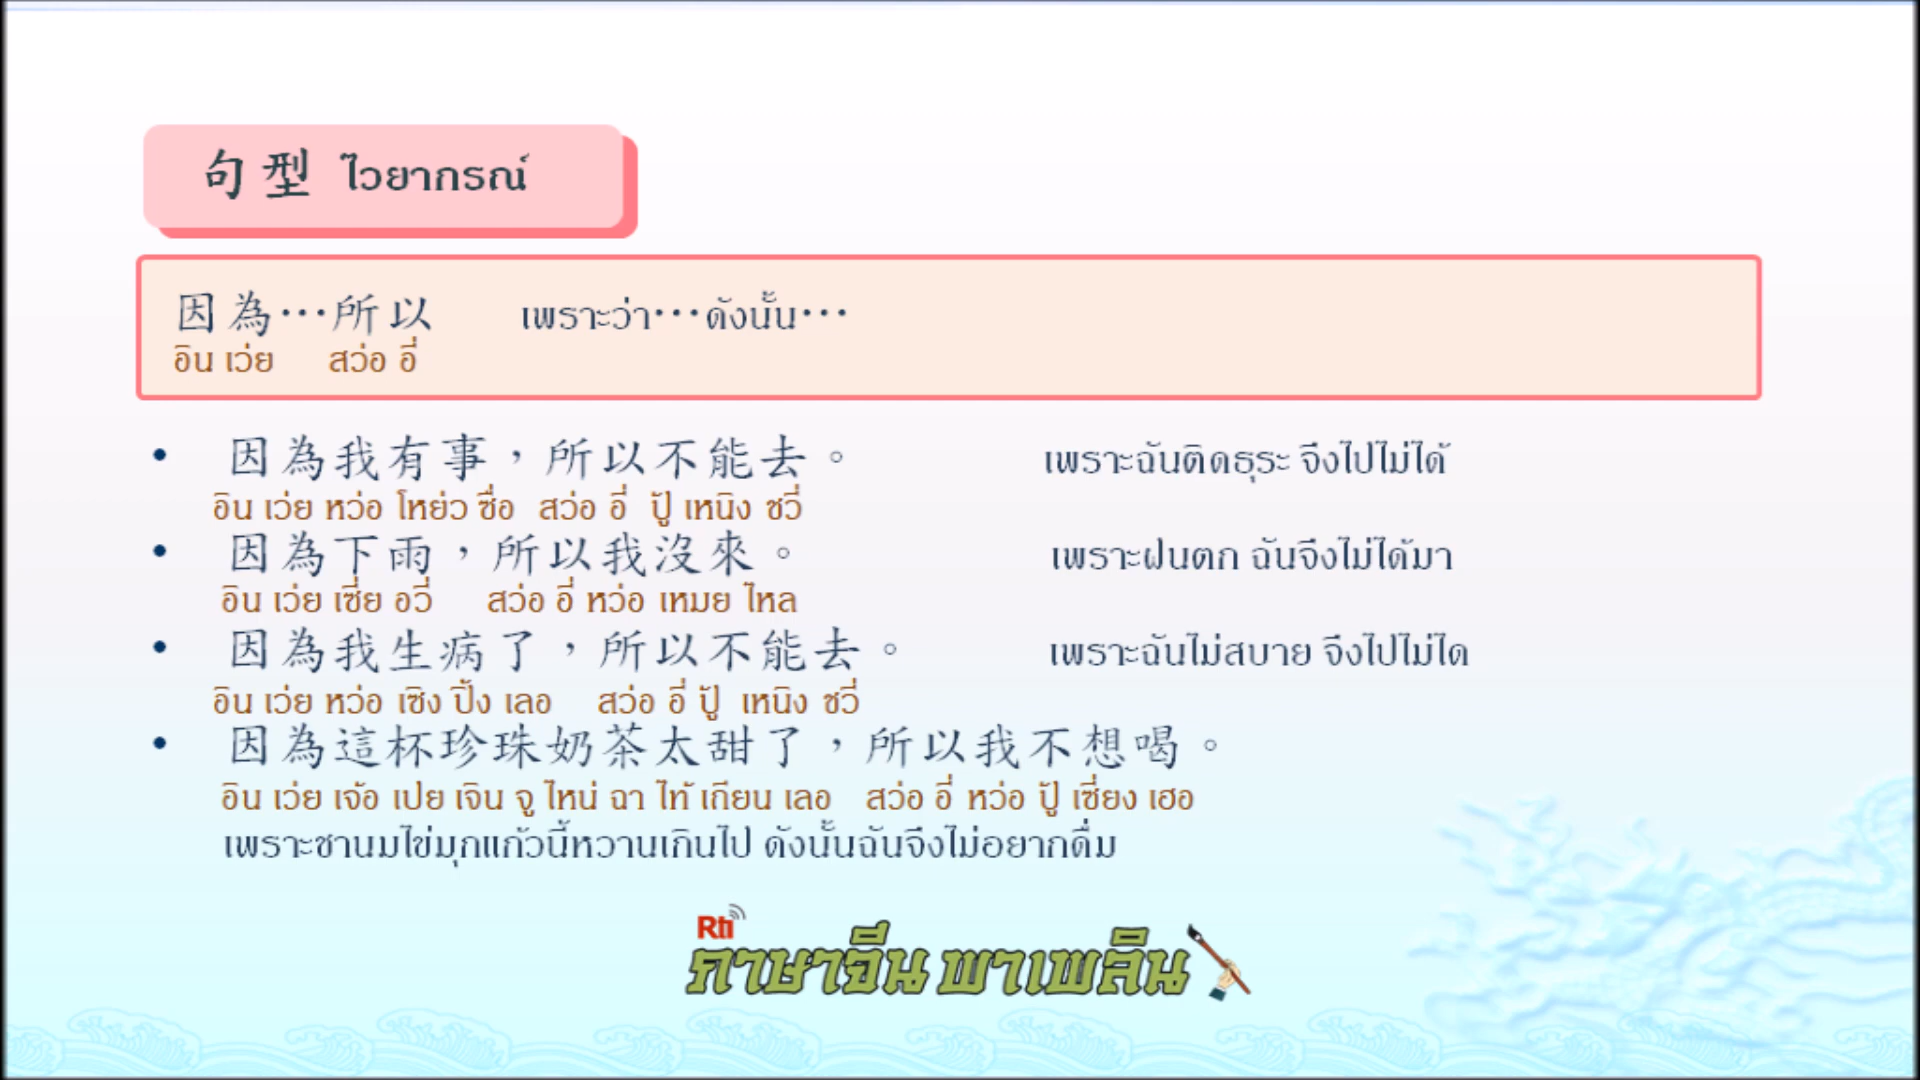 句型 ไวยากรณ์
因為…所以 เพราะว่า…ดังนั้น…
อิน เว่ย สว่อ อี่
因為我有事，所以不能去。 เพราะฉันติดธุระ จึงไปไม่ได้
อิน เว่ย หว่อ โหย่ว ซื่อ สว่อ อี่ ปู้ เหนิง ชวี่
因為下雨，所以我沒來。 เพราะฝนตก ฉันจึงไม่ได้มา
อิน เว่ย เซี่ย อวี่ สว่อ อี่ หว่อ เหมย ไหล
因為我生病了，所以不能去。 เพราะฉันไม่สบาย จึงไปไม่ได
อิน เว่ย หว่อ เซิง ปิ้ง เลอ สว่อ อี่ ปู้ เหนิง ชวี่
因為這杯珍珠奶茶太甜了，所以我不想喝。
อิน เว่ย เจ้อ เปย เจิน จู ไหน่ ฉา ไท้ เถียน เลอ สว่อ อี่ หว่อ ปู้ เซี่ยง เฮอ
เพราะชานมไข่มุกแก้วนี้หวานเกินไป ดังนั้นฉันจึงไม่อยากดื่ม
Rti
ภาษาจีน พาเพลิน